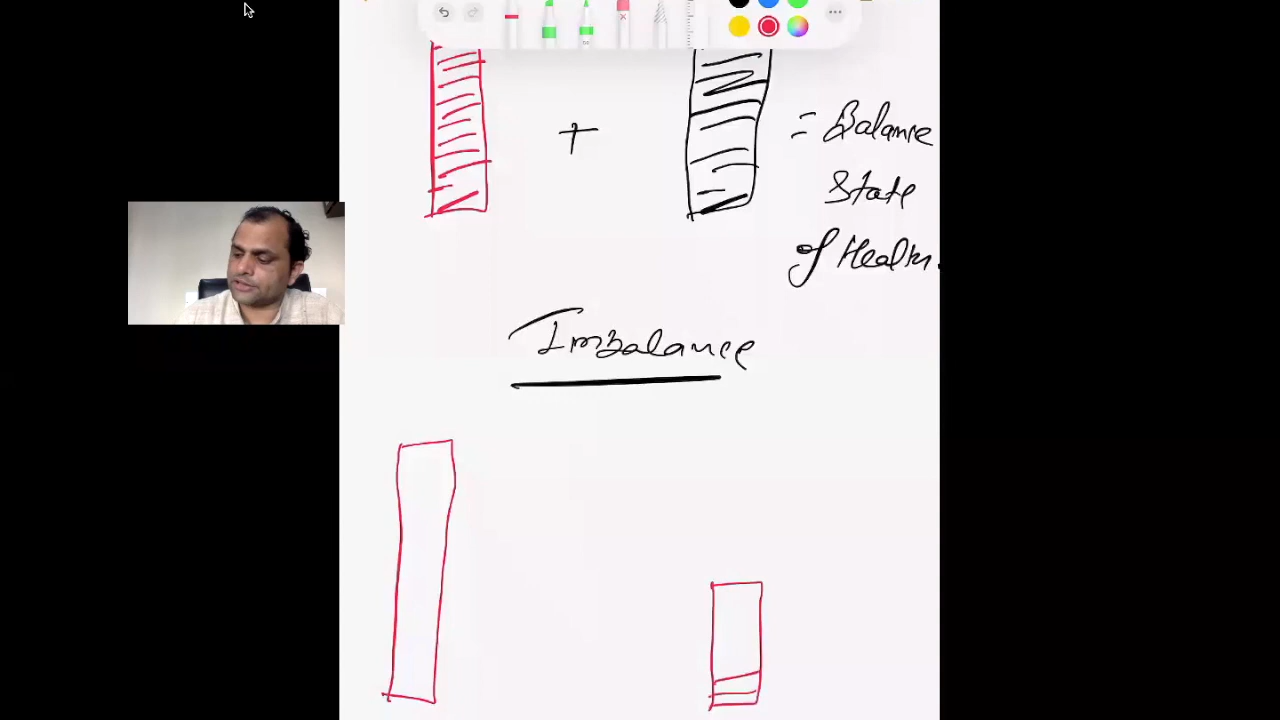 +
= Balance
State
of Health.
Imbalance